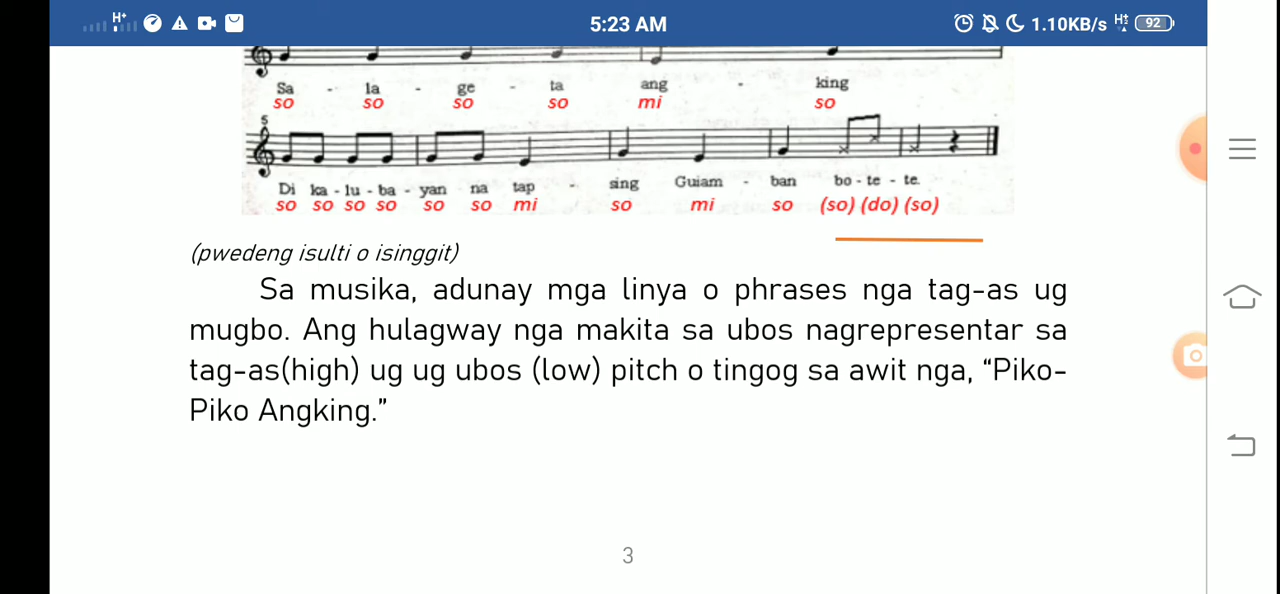 H+ 5:23 AM 1.10KB/s H‡ 92
Sa - la - ge - ta ang - king
so so so so mi so
5
Di ka - lu - ba - yan na tap - sing Guiam - ban bo - te - te.
so so so so so so mi so mi so (so) (do) (so)
(pwedeng isulti o isinggit)
Sa musika, adunay mga linya o phrases nga tag-as ug
mugbo. Ang hulagway nga makita sa ubos nagrepresentar sa
tag-as(high) ug ug ubos (low) pitch o tingog sa awit nga, “Piko-
Piko Angking.”
3